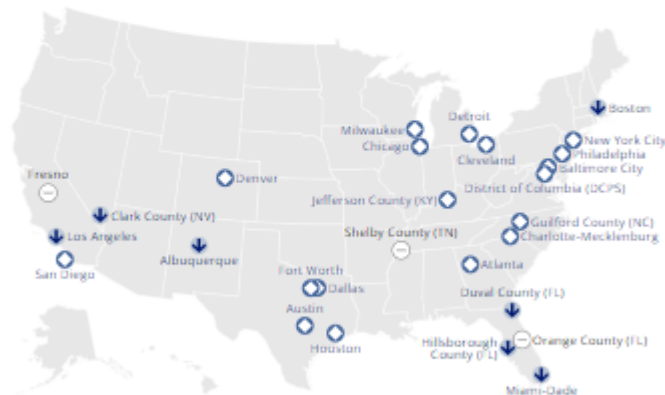 Boston
Detroit
Milwaukee
New York City
Chicago
Philadelphia
Cleveland
Baltimore City
Fresno
Denver
District of Columbia (DCPS)
Jefferson County (KY)
Clark County (NV)
Guilford County (NC)
Los Angeles
Shelby County (TN)
Charlotte-Mecklenburg
Albuquerque
San Diego
Fort Worth
Atlanta
Dallas
Duval County (FL)
Austin
Houston
Hillsborough
County (FL)
Orange County (FL)
Miami-Dade